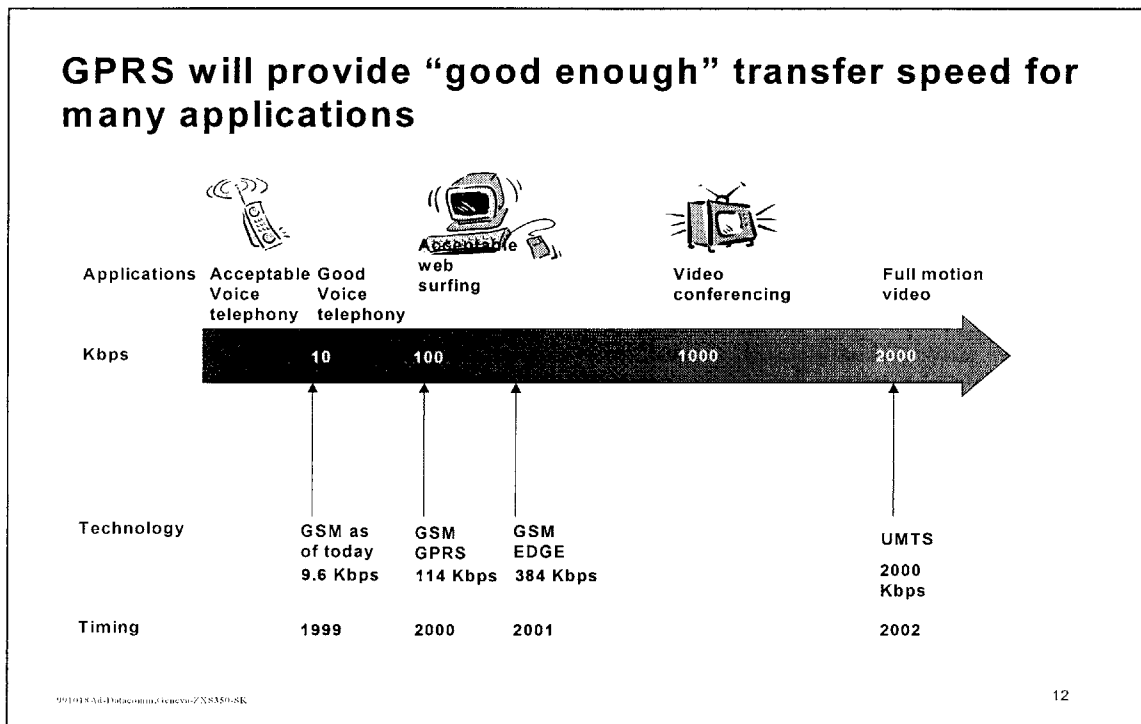 GPRS will provide “good enough” transfer speed for
many applications
Applications
Acceptable
Voice
telephony
Good
Voice
telephony
Acceptable
web
surfing
Video
conferencing
Full motion
video
Kbps
10
100
1000
2000
Technology
GSM as
of today
9.6 Kbps
GSM
GPRS
114 Kbps
GSM
EDGE
384 Kbps
UMTS
2000
Kbps
Timing
1999
2000
2001
2002
12